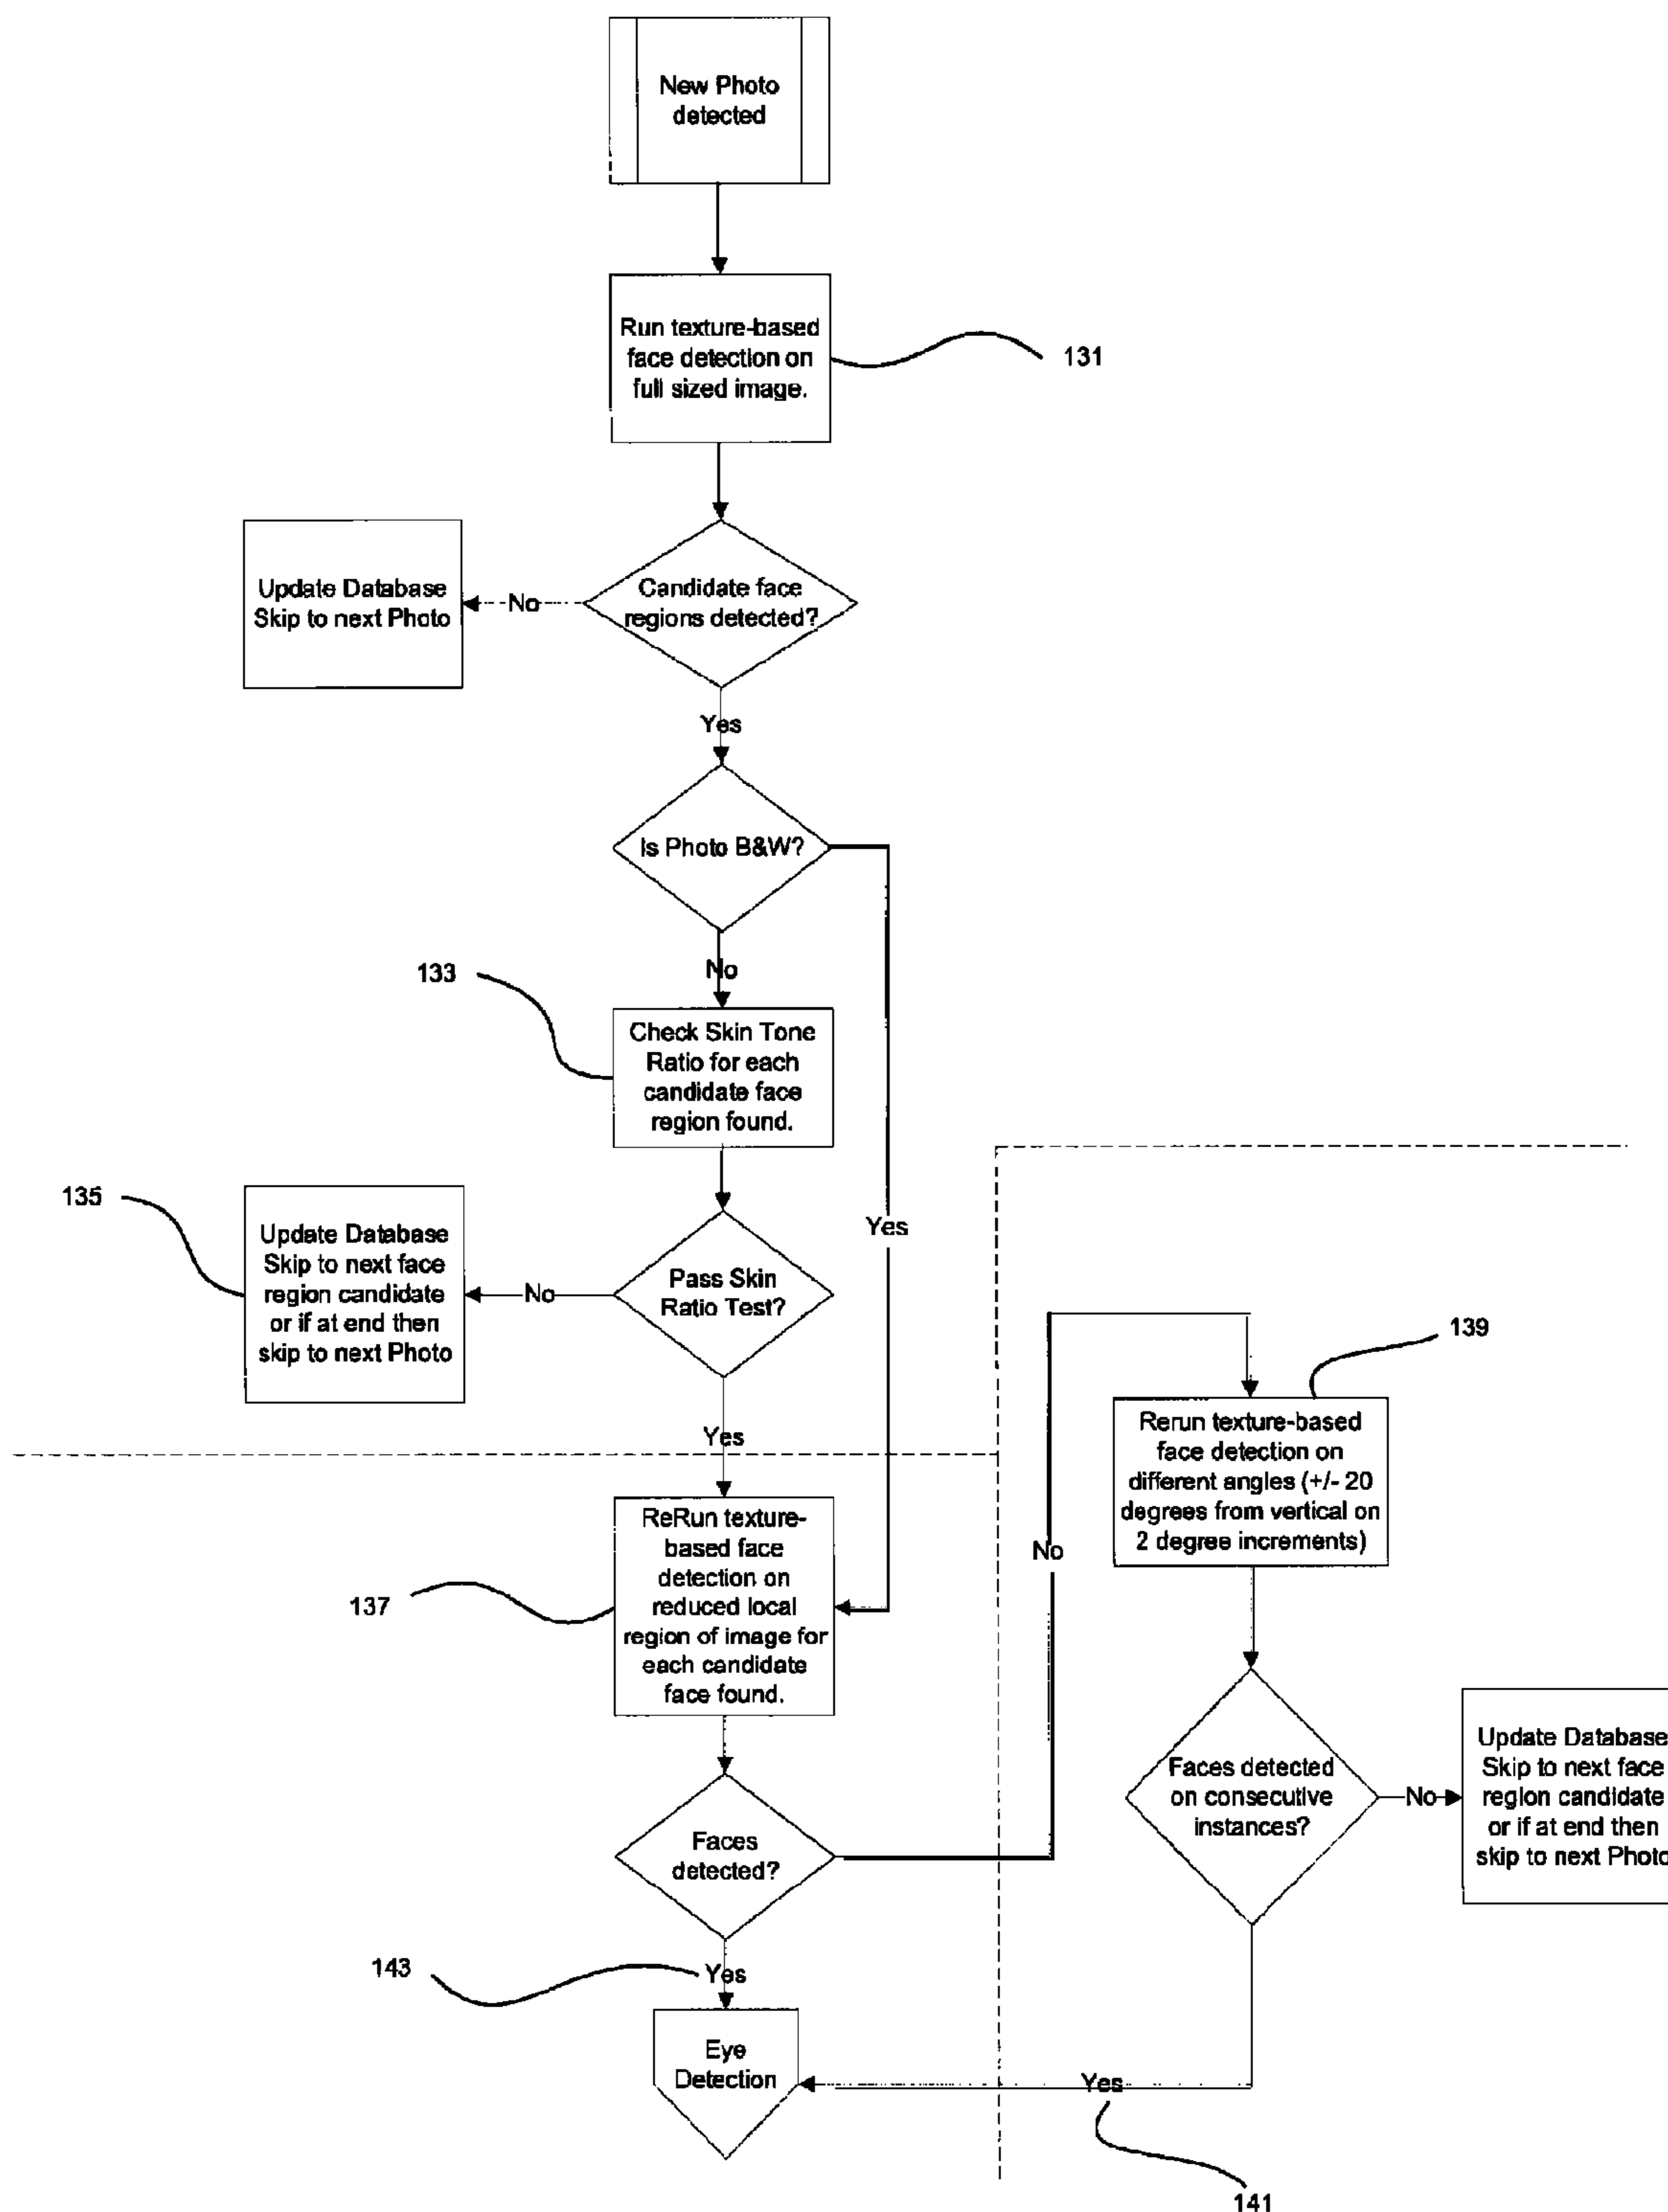 New Photo
detected
Run texture-based
face detection on
full sized image.
131
Candidate face
regions detected?
No
Update Database
Skip to next Photo
Yes
Is Photo B&W?
No
133
Check Skin Tone
Ratio for each
candidate face
region found.
Yes
135
Update Database
Skip to next face
region candidate
or if at end then
skip to next Photo
No
Pass Skin
Ratio Test?
Yes
137
ReRun texture-
based face
detection on
reduced local
region of image for
each candidate
face found.
No
139
Rerun texture-based
face detection on
different angles (+/- 20
degrees from vertical on
2 degree increments)
Faces detected
on consecutive
instances?
No
Update Database
Skip to next face
region candidate
or if at end then
skip to next Photo
Faces
detected?
143
Yes
Eye
Detection
Yes
141